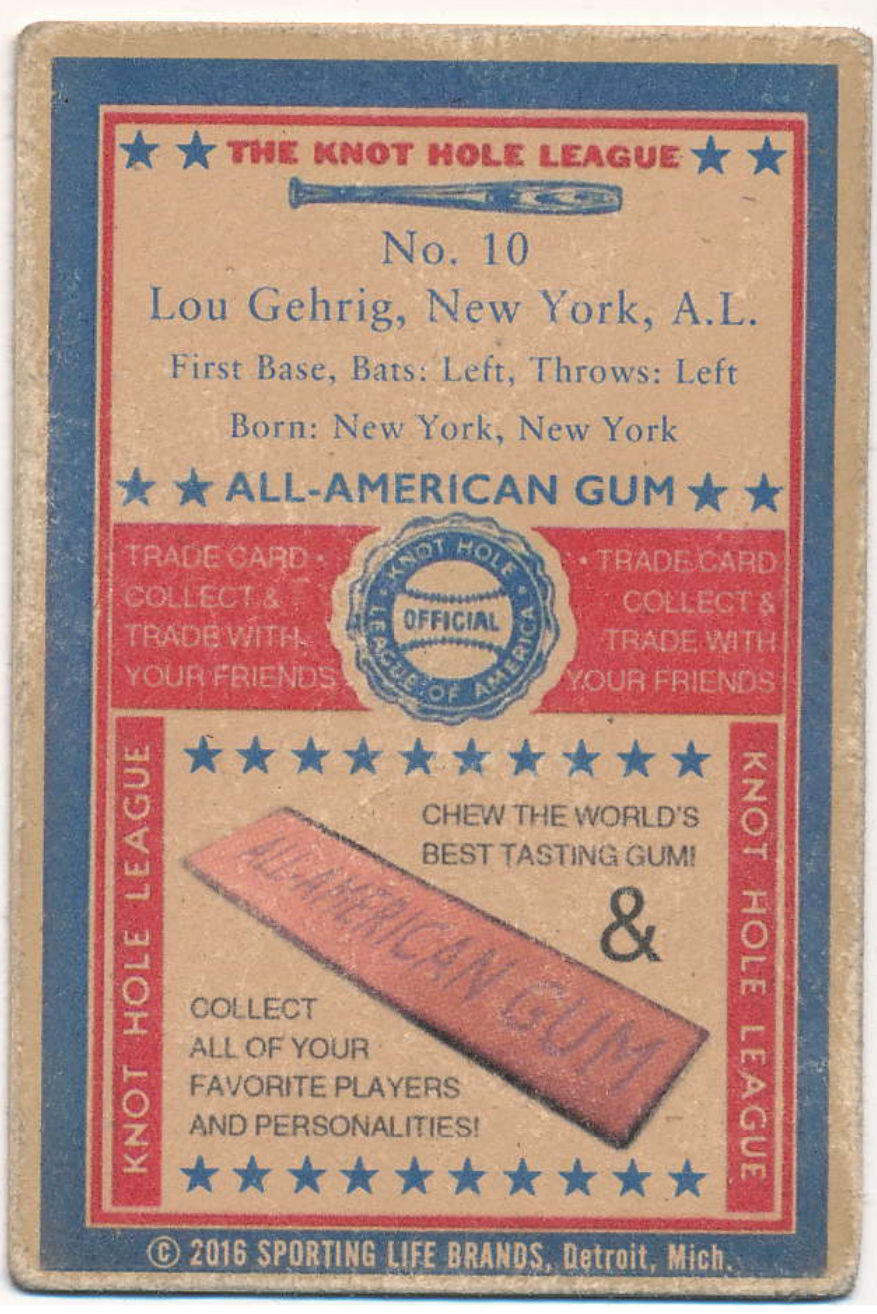 THE KNOT HOLE LEAGUE
No. 10
Lou Gehrig, New York, A.L.
First Base, Bats: Left, Throws: Left
Born: New York, New York
ALL-AMERICAN GUM
TRADE CARD •
COLLECT &
TRADE WITH
YOUR FRIENDS
• KNOT HOLE •
LEAGUE OF AMERICA
OFFICIAL
• TRADE CARD
COLLECT &
TRADE WITH
YOUR FRIENDS
KNOT HOLE LEAGUE
CHEW THE WORLD'S
BEST TASTING GUM!
&
ALL-AMERICAN GUM
COLLECT
ALL OF YOUR
FAVORITE PLAYERS
AND PERSONALITIES!
KNOT HOLE LEAGUE
© 2016 SPORTING LIFE BRANDS, Detroit, Mich.